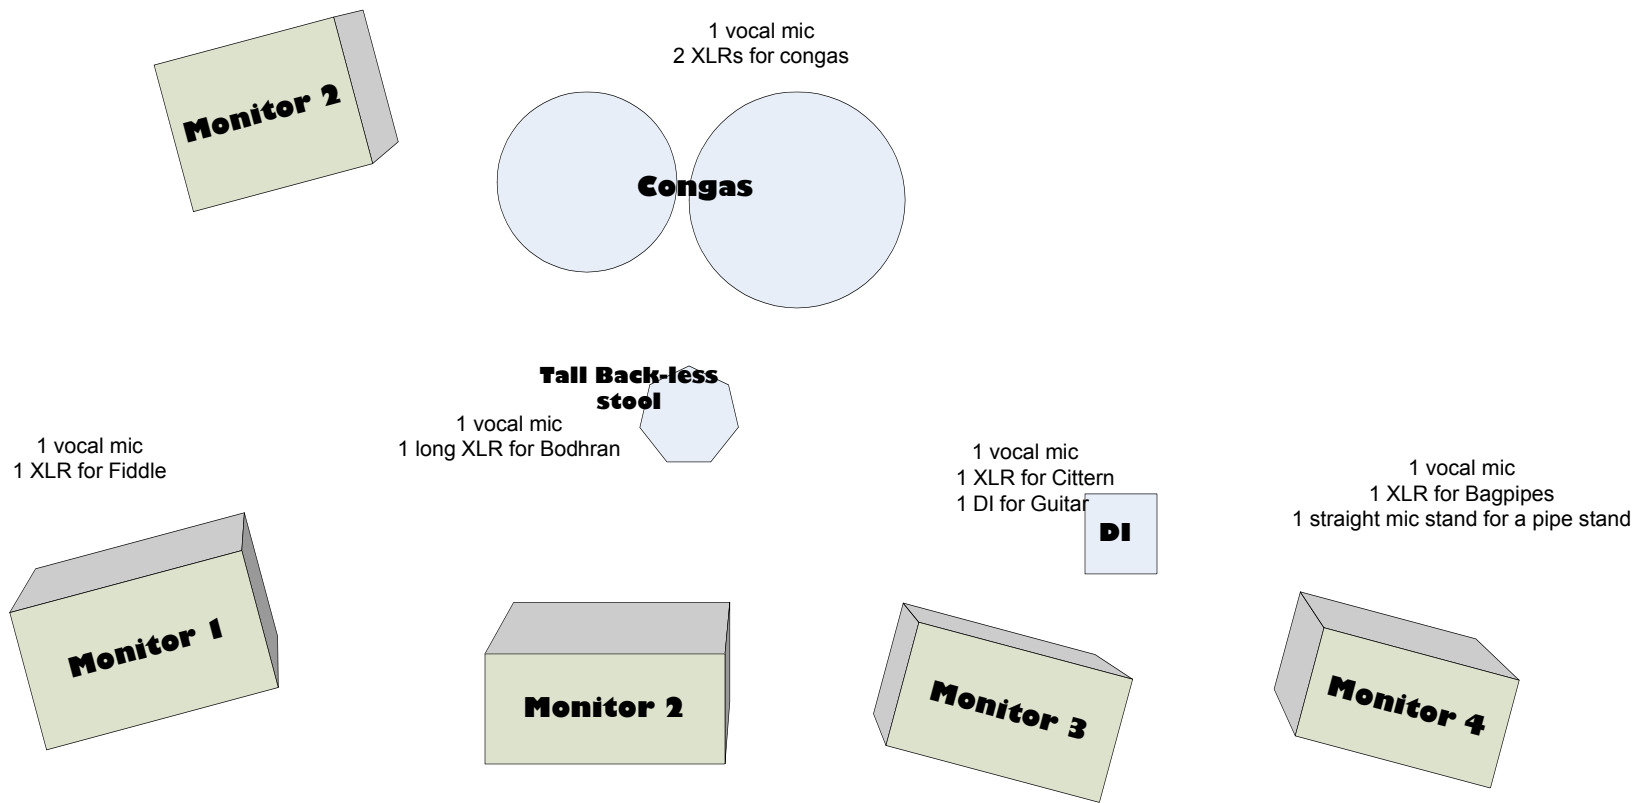 1 vocal mic
2 XLRs for congas
Monitor 2
Congas
Tall Back-less
stool
1 vocal mic
1 long XLR for Bodhran
1 vocal mic
1 XLR for Fiddle
1 vocal mic
1 XLR for Cittern
1 DI for Guitar
DI
1 vocal mic
1 XLR for Bagpipes
1 straight mic stand for a pipe stand
Monitor 1
Monitor 2
Monitor 3
Monitor 4